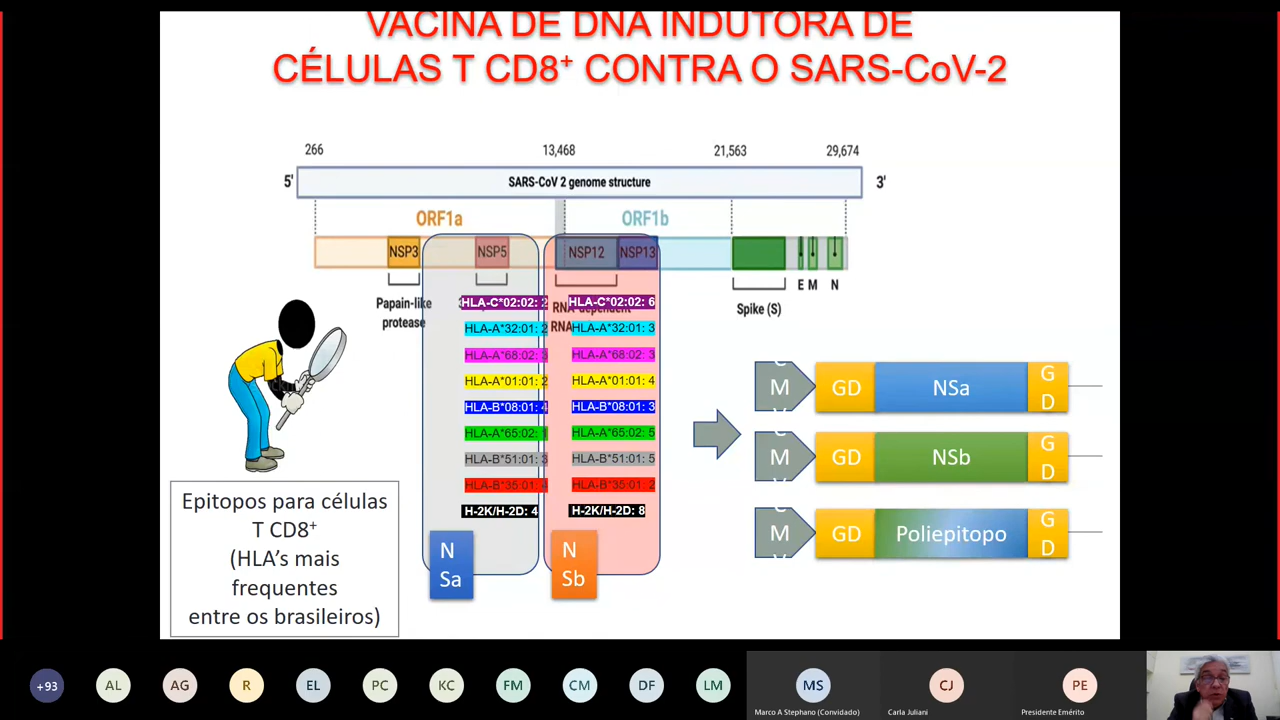 VACINA DE DNA INDUTORA DE
CÉLULAS T CD8+ CONTRA O SARS-CoV-2
266
13,468
21,563
29,674
5'
SARS-CoV 2 genome structure
3'
ORF1a
ORF1b
NSP3
NSP5
NSP12
NSP13
E M N
Papain-like
protease
Spike (S)
HLA-C*02:02: 2
HLA-A*32:01: 2
HLA-A*68:02: 3
HLA-A*01:01: 2
HLA-B*08:01: 4
HLA-A*65:02: 1
HLA-B*51:01: 3
HLA-B*35:01: 4
H-2K/H-2D: 4
N
Sa
RNA
HLA-C*02:02: 6
HLA-A*32:01: 3
HLA-A*68:02: 3
HLA-A*01:01: 4
HLA-B*08:01: 3
HLA-A*65:02: 5
HLA-B*51:01: 5
HLA-B*35:01: 2
H-2K/H-2D: 8
N
Sb
M
GD
NSa
G
D
M
GD
NSb
G
D
M
GD
Poliepitopo
G
D
Epitopos para células
T CD8+
(HLA's mais
frequentes
entre os brasileiros)
+93
AL
AG
R
EL
PC
KC
FM
CM
DF
LM
MS
Marco A Stephano (Convidado)
CJ
Carla Juliani
PE
Presidente Emérito